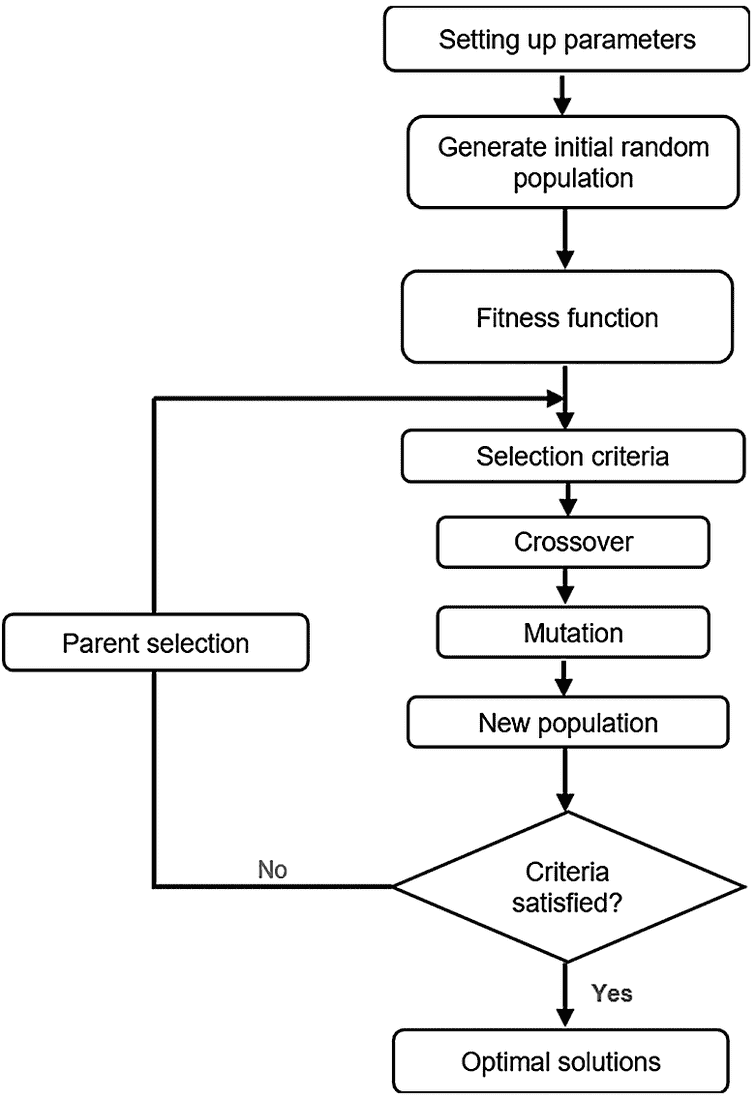 Setting up parameters
Generate initial random
population
Fitness function
Selection criteria
Crossover
Parent selection
Mutation
New population
No
Criteria
satisfied?
Yes
Optimal solutions